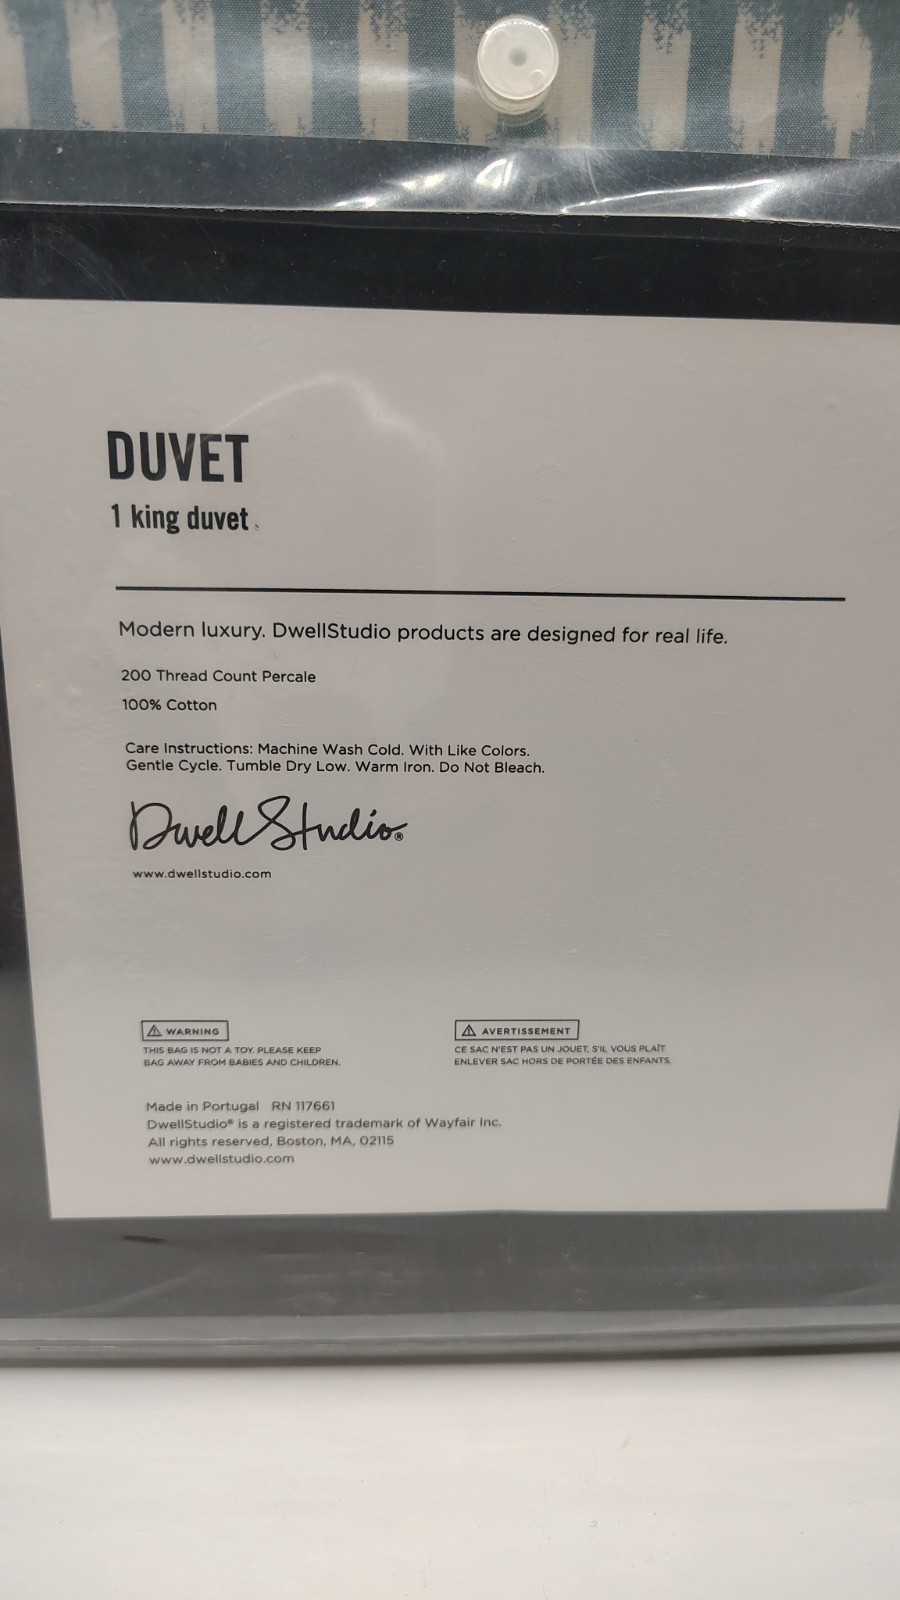 DUVET
1 king duvet
Modern luxury. DwellStudio products are designed for real life.
200 Thread Count Percale
100% Cotton
Care Instructions: Machine Wash Cold. With Like Colors.
Gentle Cycle. Tumble Dry Low. Warm Iron. Do Not Bleach.
DwellStudio®
www.dwellstudio.com
WARNING
THIS BAG IS NOT A TOY. PLEASE KEEP
BAG AWAY FROM BABIES AND CHILDREN.
AVERTISSEMENT
CE SAC N'EST PAS UN JOUET, S'IL VOUS PLAÎT
ENLEVER SAC HORS DE PORTÉE DES ENFANTS.
Made in Portugal RN 117661
DwellStudio® is a registered trademark of Wayfair Inc.
All rights reserved, Boston, MA, 02115
www.dwellstudio.com